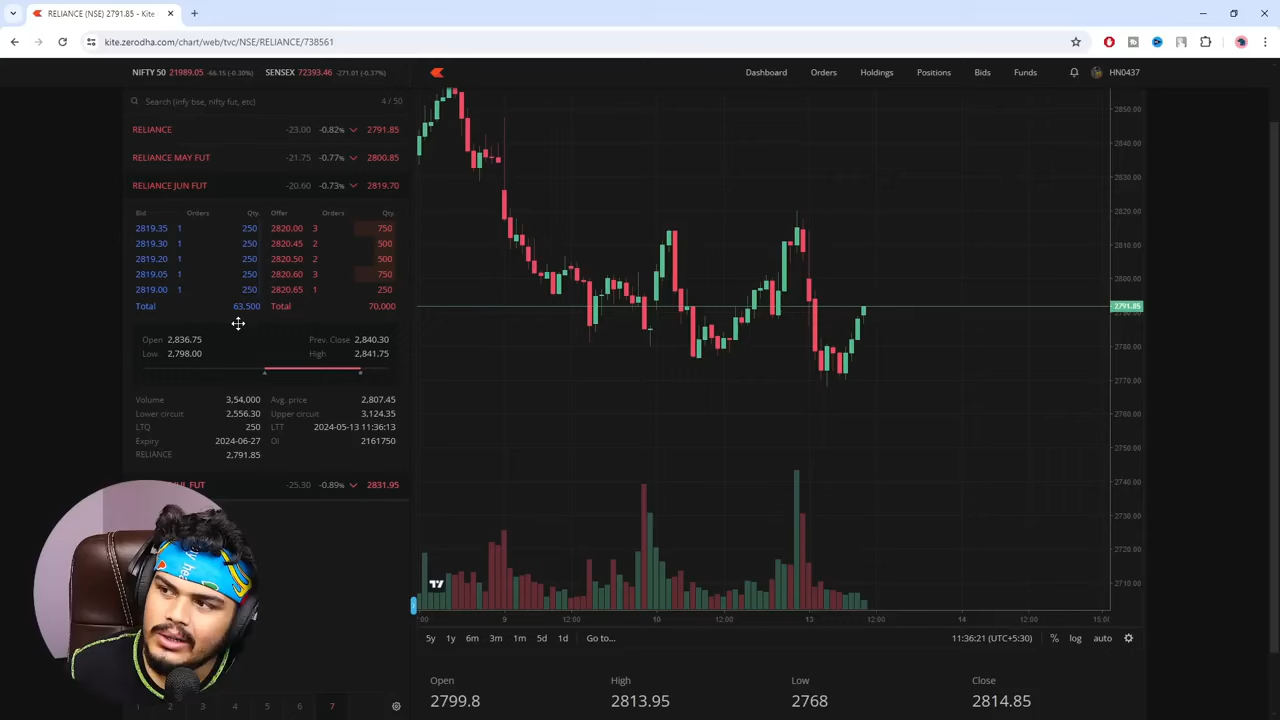 RELIANCE (NSE) 2791.85 - Kite
kite.zerodha.com/chart/web/tvc/NSE/RELIANCE/738561
NIFTY 50 21989.05 -66.15 (-0.30%) SENSEX 72393.46 -271.01 (-0.37%)
Dashboard Orders Holdings Positions Bids Funds HN0437
Search (infy bse, nifty fut, etc) 4 / 50
RELIANCE -23.00 -0.82% 2791.85
RELIANCE MAY FUT -21.75 -0.77% 2800.85
RELIANCE JUN FUT -20.60 -0.73% 2819.70
Bid Orders Qty. Offer Orders Qty.
2819.35 1 250 2820.00 3 750
2819.30 1 250 2820.45 2 500
2819.20 1 250 2820.50 2 500
2819.05 1 250 2820.60 3 750
2819.00 1 250 2820.65 1 250
Total 63,500 Total 70,000
Open 2,836.75 Prev. Close 2,840.30
Low 2,798.00 High 2,841.75
Volume 3,54,000 Avg. price 2,807.45
Lower circuit 2,556.30 Upper circuit 3,124.35
LTQ 250 LTT 2024-05-13 11:36:13
Expiry 2024-06-27 OI 2161750
RELIANCE 2,791.85
FUT -25.30 -0.89% 2831.95
1 2 3 4 5 6 7
2850.00
2840.00
2830.00
2820.00
2810.00
2800.00
2791.85
2790.00
2780.00
2770.00
2760.00
2750.00
2740.00
2730.00
2720.00
2710.00
:00 9 12:00 10 12:00 13 12:00 14 15:0
5y 1y 6m 3m 1m 5d 1d Go to... 11:36:21 (UTC+5:30) % log auto
Open High Low Close
2799.8 2813.95 2768 2814.85